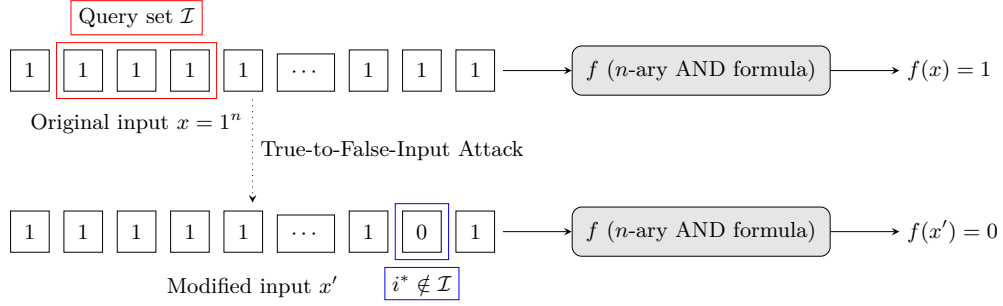 Query set 𝓘
1 1 1 1 1 ⋯ 1 1 1 f (n-ary AND formula) f(x) = 1
Original input x = 1ⁿ
True-to-False-Input Attack
1 1 1 1 1 ⋯ 1 0 1 f (n-ary AND formula) f(x′) = 0
Modified input x′ i* ∉ 𝓘